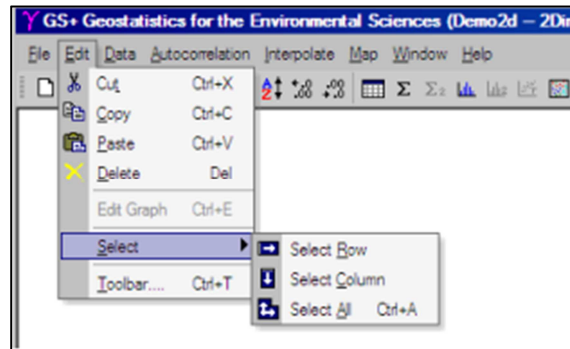 γ GS+ Geostatistics for the Environmental Sciences (Demo2d - 2Din
File Edit Data Autocorrelation Interpolate Map Window Help
Cut Ctrl+X
Copy Ctrl+C
Paste Ctrl+V
Delete Del
Edit Graph Ctrl+E
Select
Select Row
Select Column
Select All Ctrl+A
Toolbar.... Ctrl+T